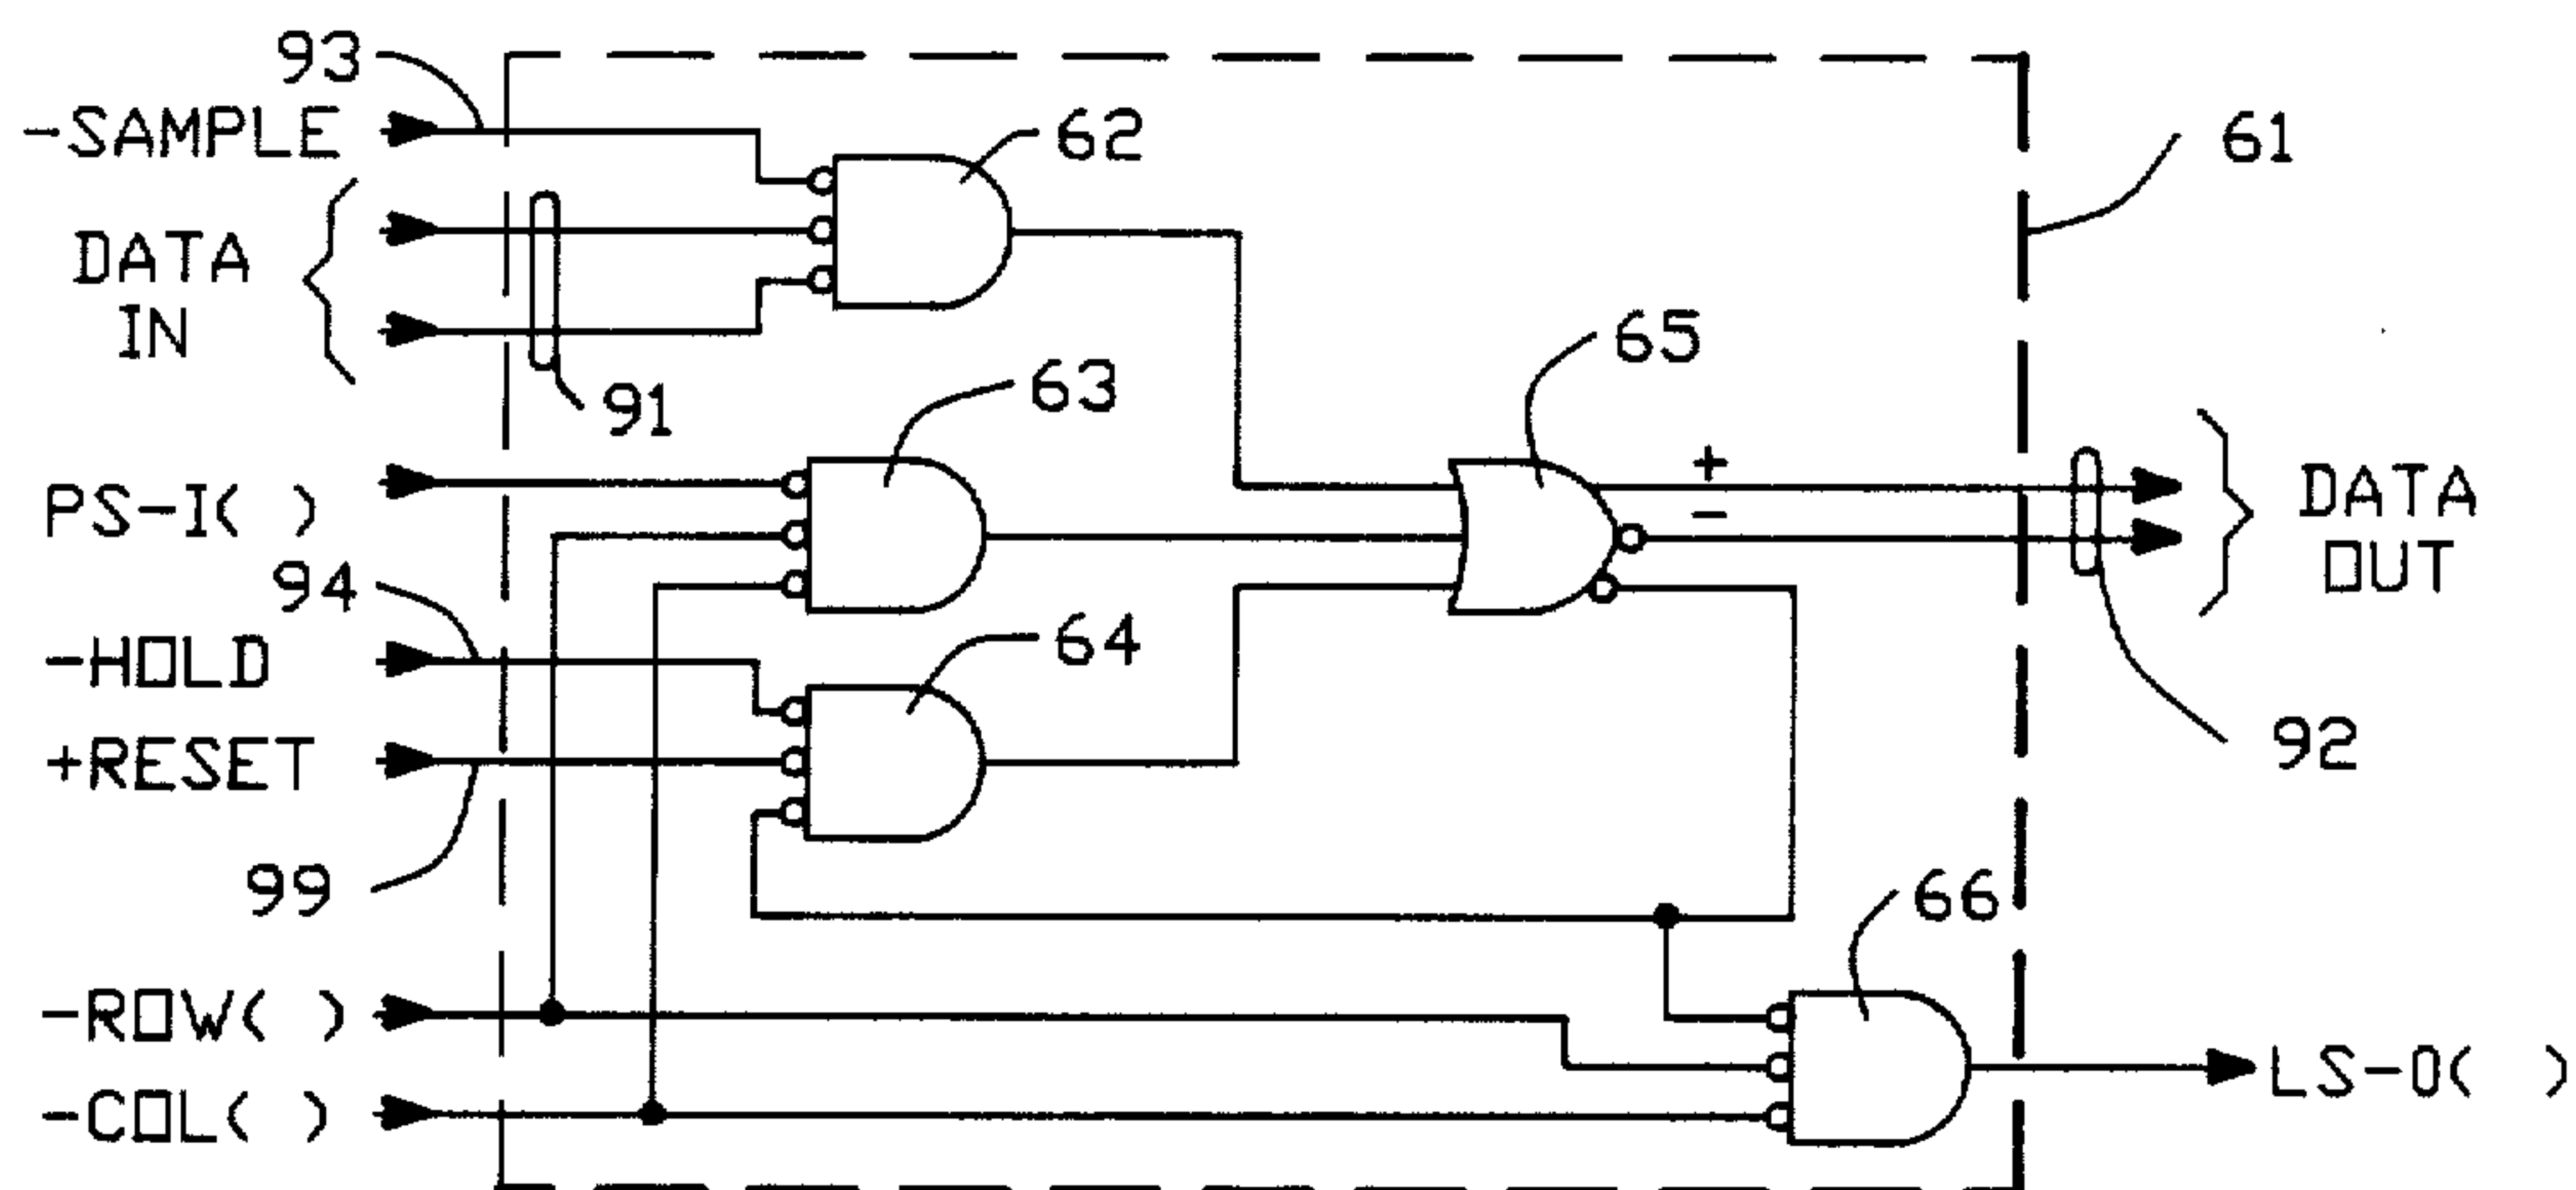 93
-SAMPLE
62
61
DATA
IN
91
63
65
PS-I( )
+
-
DATA
OUT
94
-HOLD
64
+RESET
92
99
66
-ROW( )
-COL( )
LS-O( )